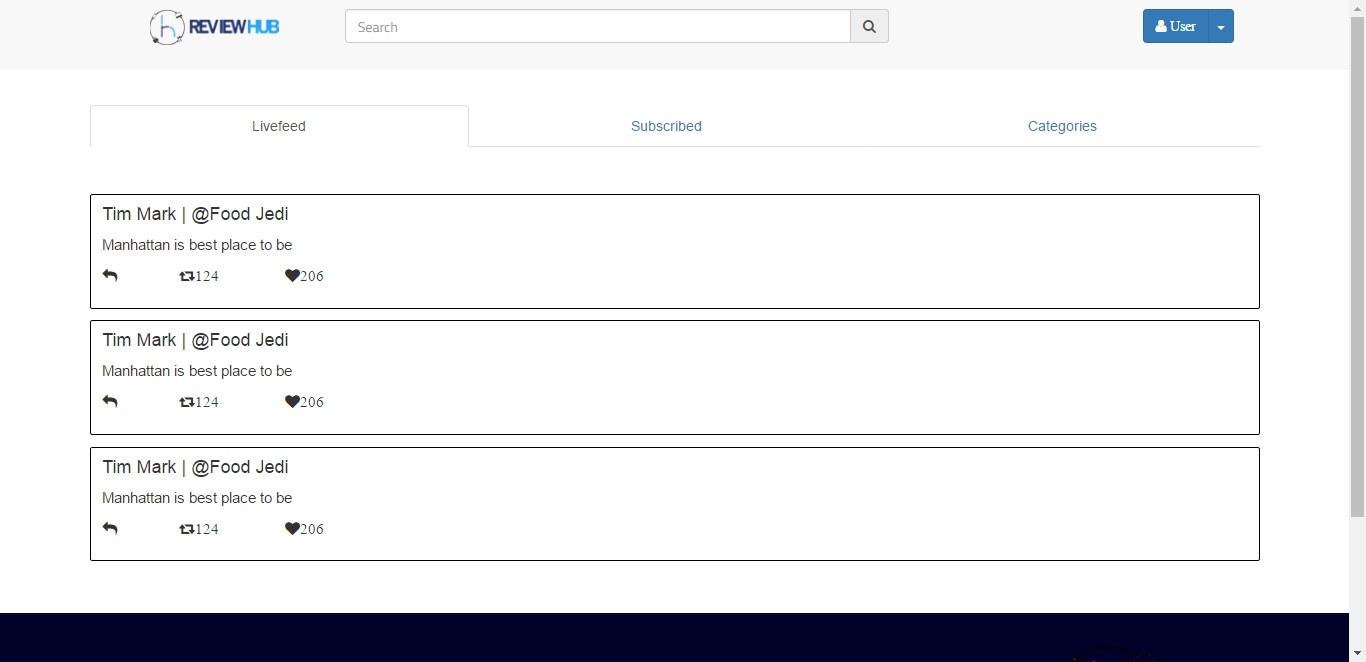 h REVIEWHUB
Search
User
Livefeed Subscribed Categories
Tim Mark | @Food Jedi
Manhattan is best place to be
124 206
Tim Mark | @Food Jedi
Manhattan is best place to be
124 206
Tim Mark | @Food Jedi
Manhattan is best place to be
124 206